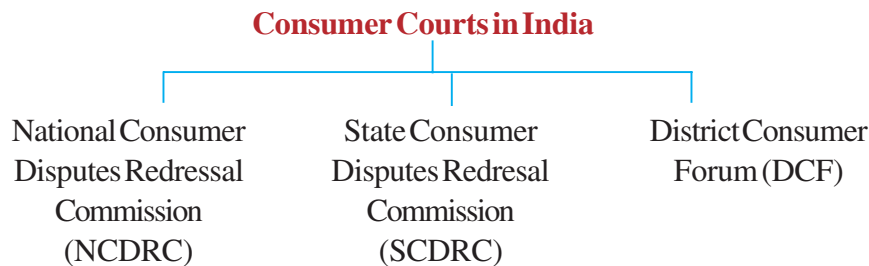 Consumer Courts in India
National Consumer
Disputes Redressal
Commission
(NCDRC)
State Consumer
Disputes Redresal
Commission
(SCDRC)
District Consumer
Forum (DCF)